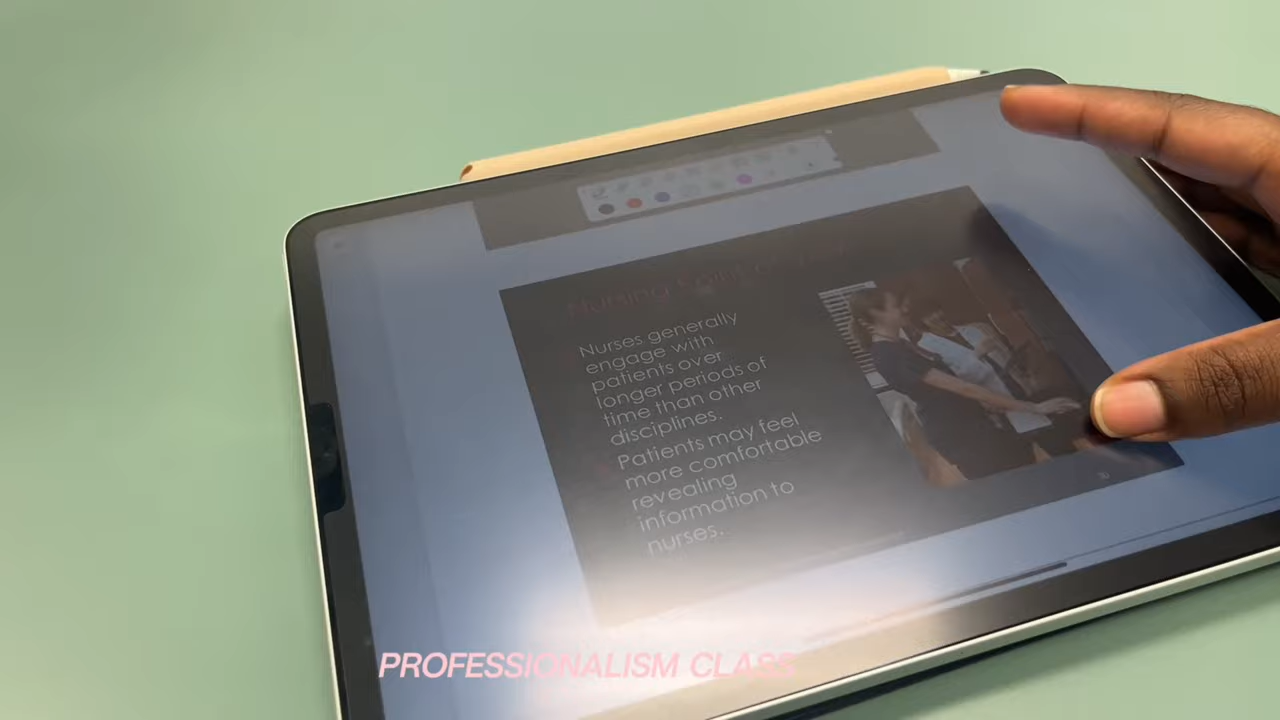 Nursing
Nurses generally
engage with
patients over
longer periods of
time than other
disciplines.
Patients may feel
more comfortable
revealing
information to
nurses.
PROFESSIONALISM CLASS